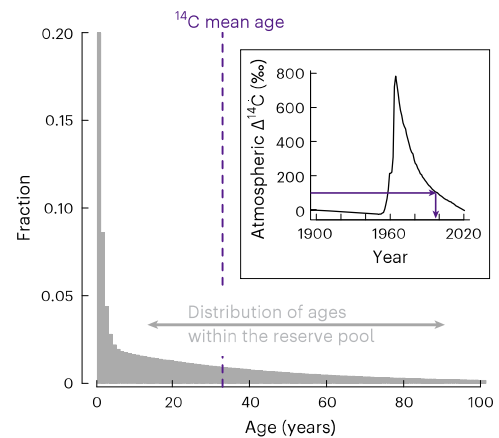 ¹⁴C mean age
0.20
0.15
0.10
0.05
0
Fraction
0 20 40 60 80 100
Age (years)
Distribution of ages
within the reserve pool
Atmospheric Δ¹⁴C (‰)
800
600
400
200
0
1900 1960 2020
Year